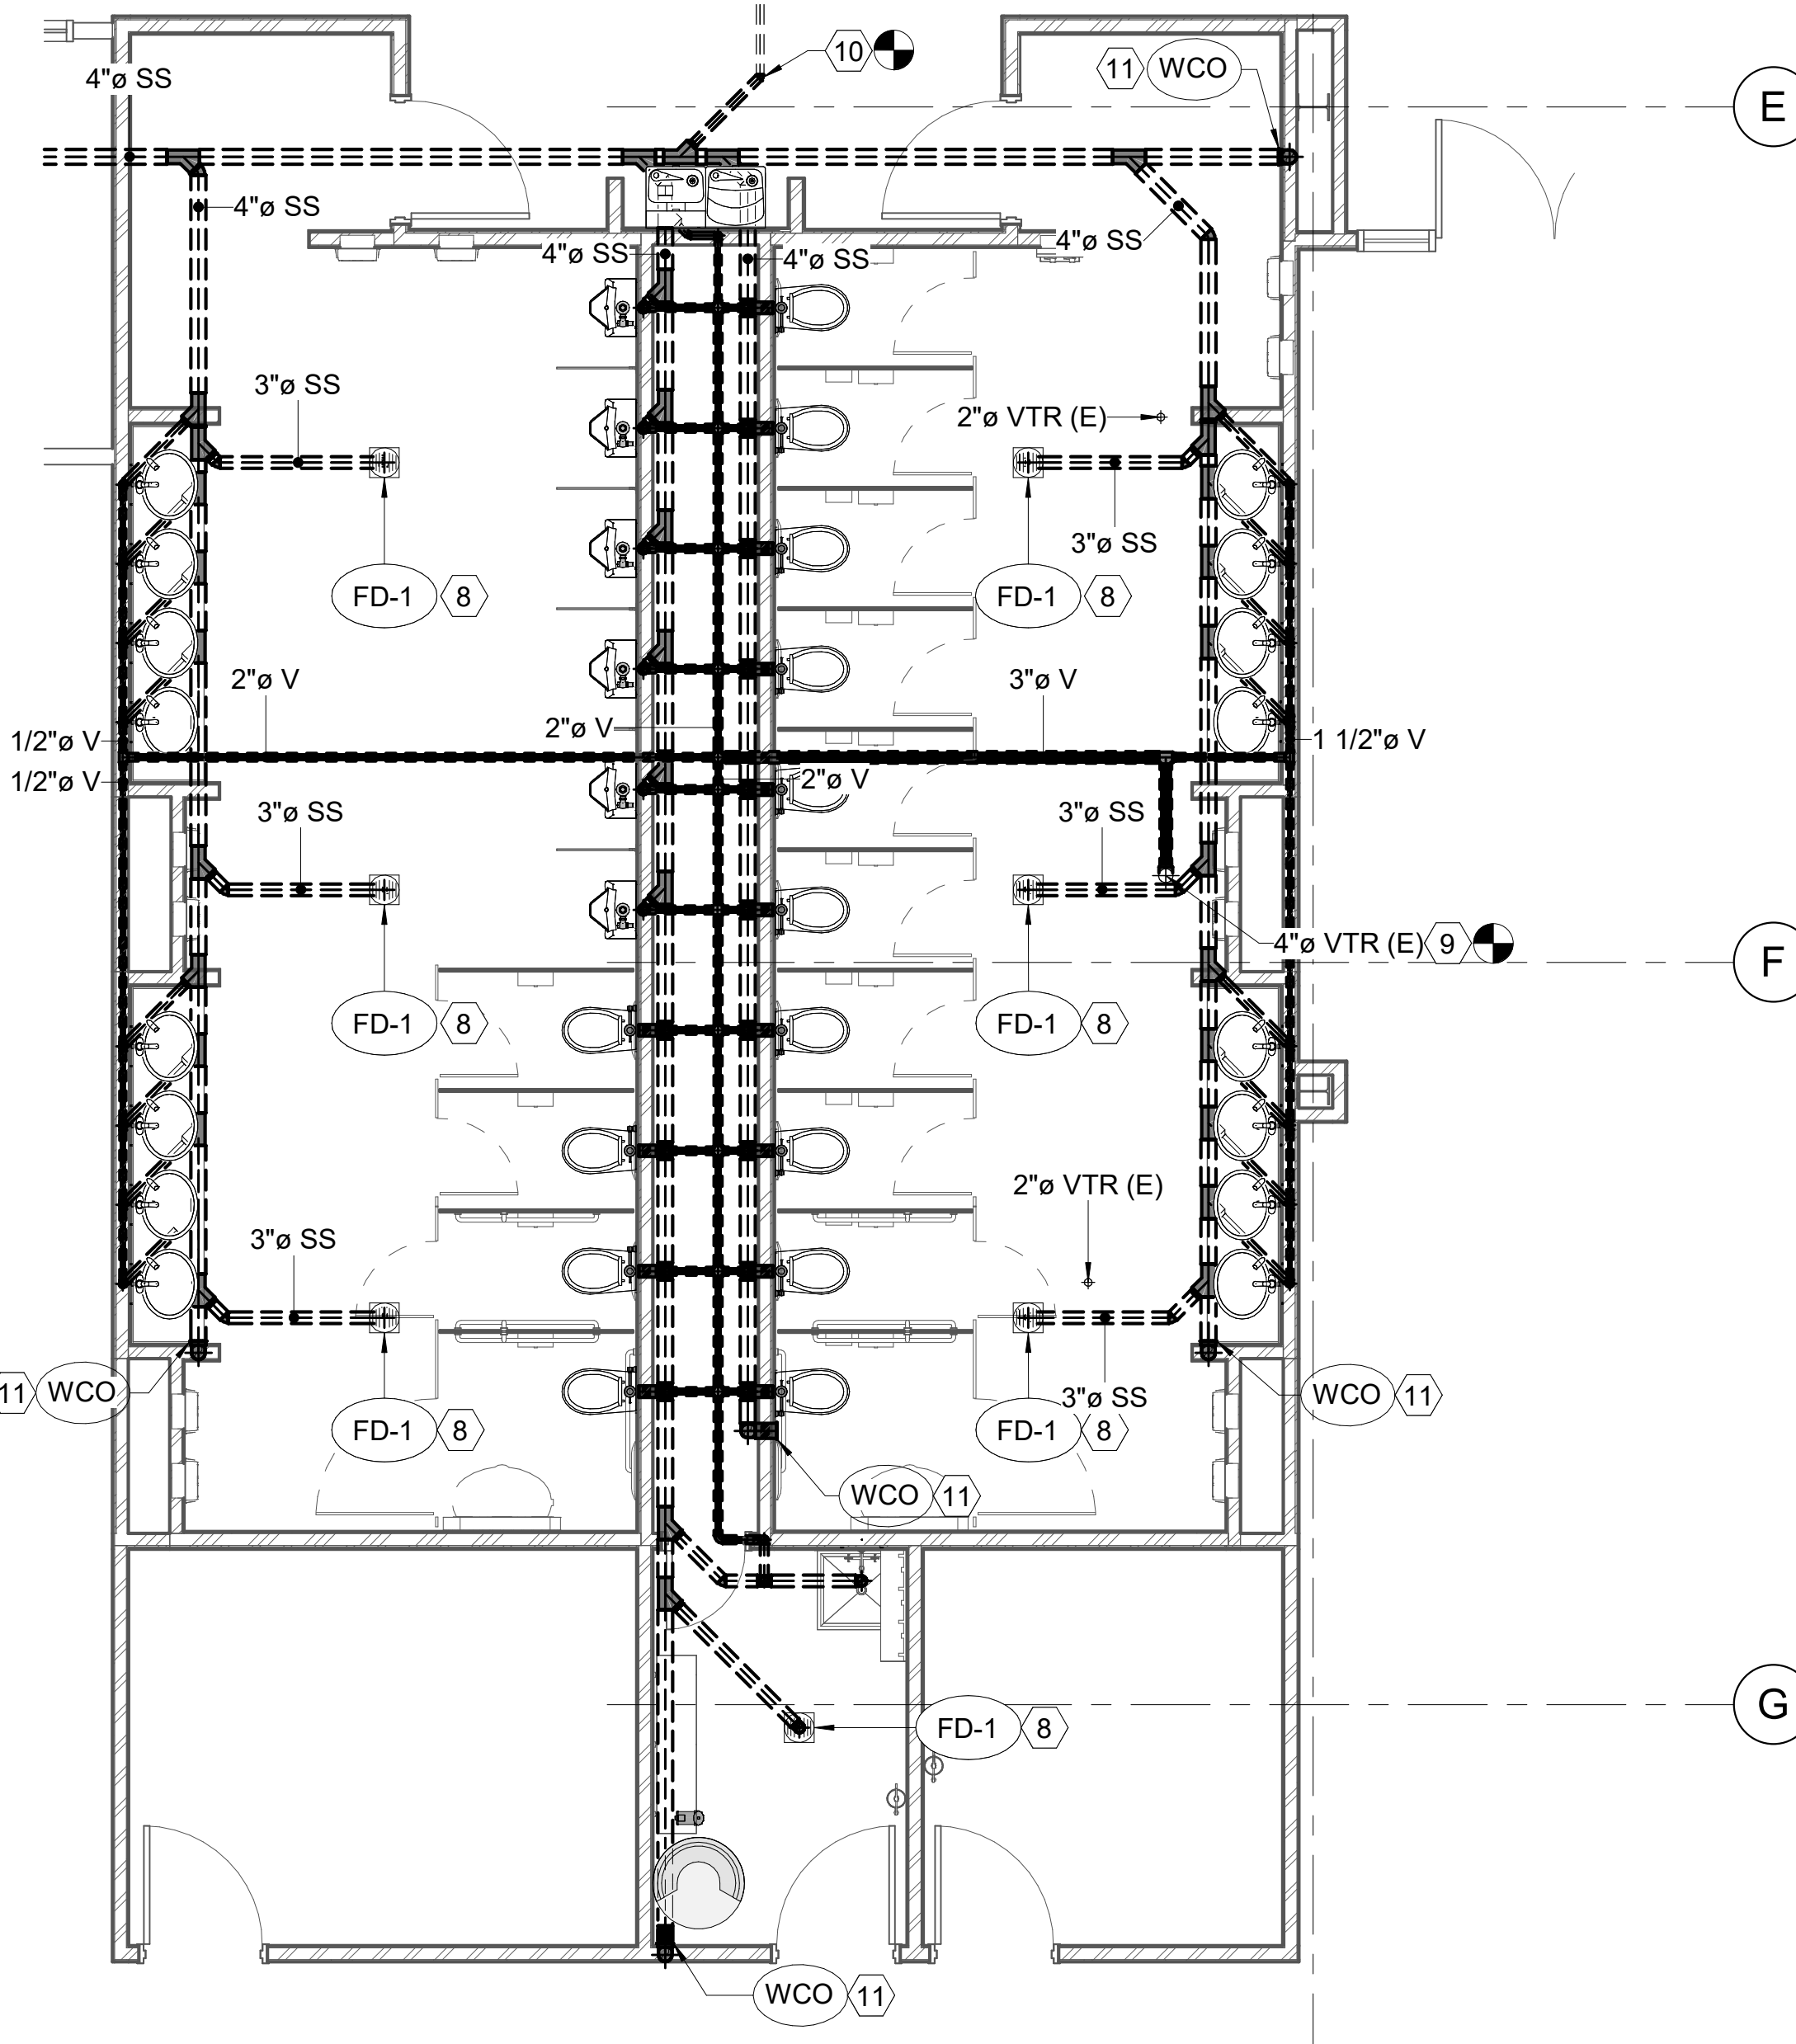 10
11 WCO
E
4"ø SS
4"ø SS
4"ø SS
4"ø SS
4"ø SS
3"ø SS
2"ø VTR (E)
3"ø SS
FD-1 8
FD-1 8
2"ø V
3"ø V
2"ø V
1/2"ø V
1 1/2"ø V
1/2"ø V
2"ø V
3"ø SS
3"ø SS
4"ø VTR (E) 9
F
FD-1 8
FD-1 8
2"ø VTR (E)
3"ø SS
11 WCO
WCO 11
3"ø SS
FD-1 8
FD-1 8
WCO 11
G
FD-1 8
WCO 11